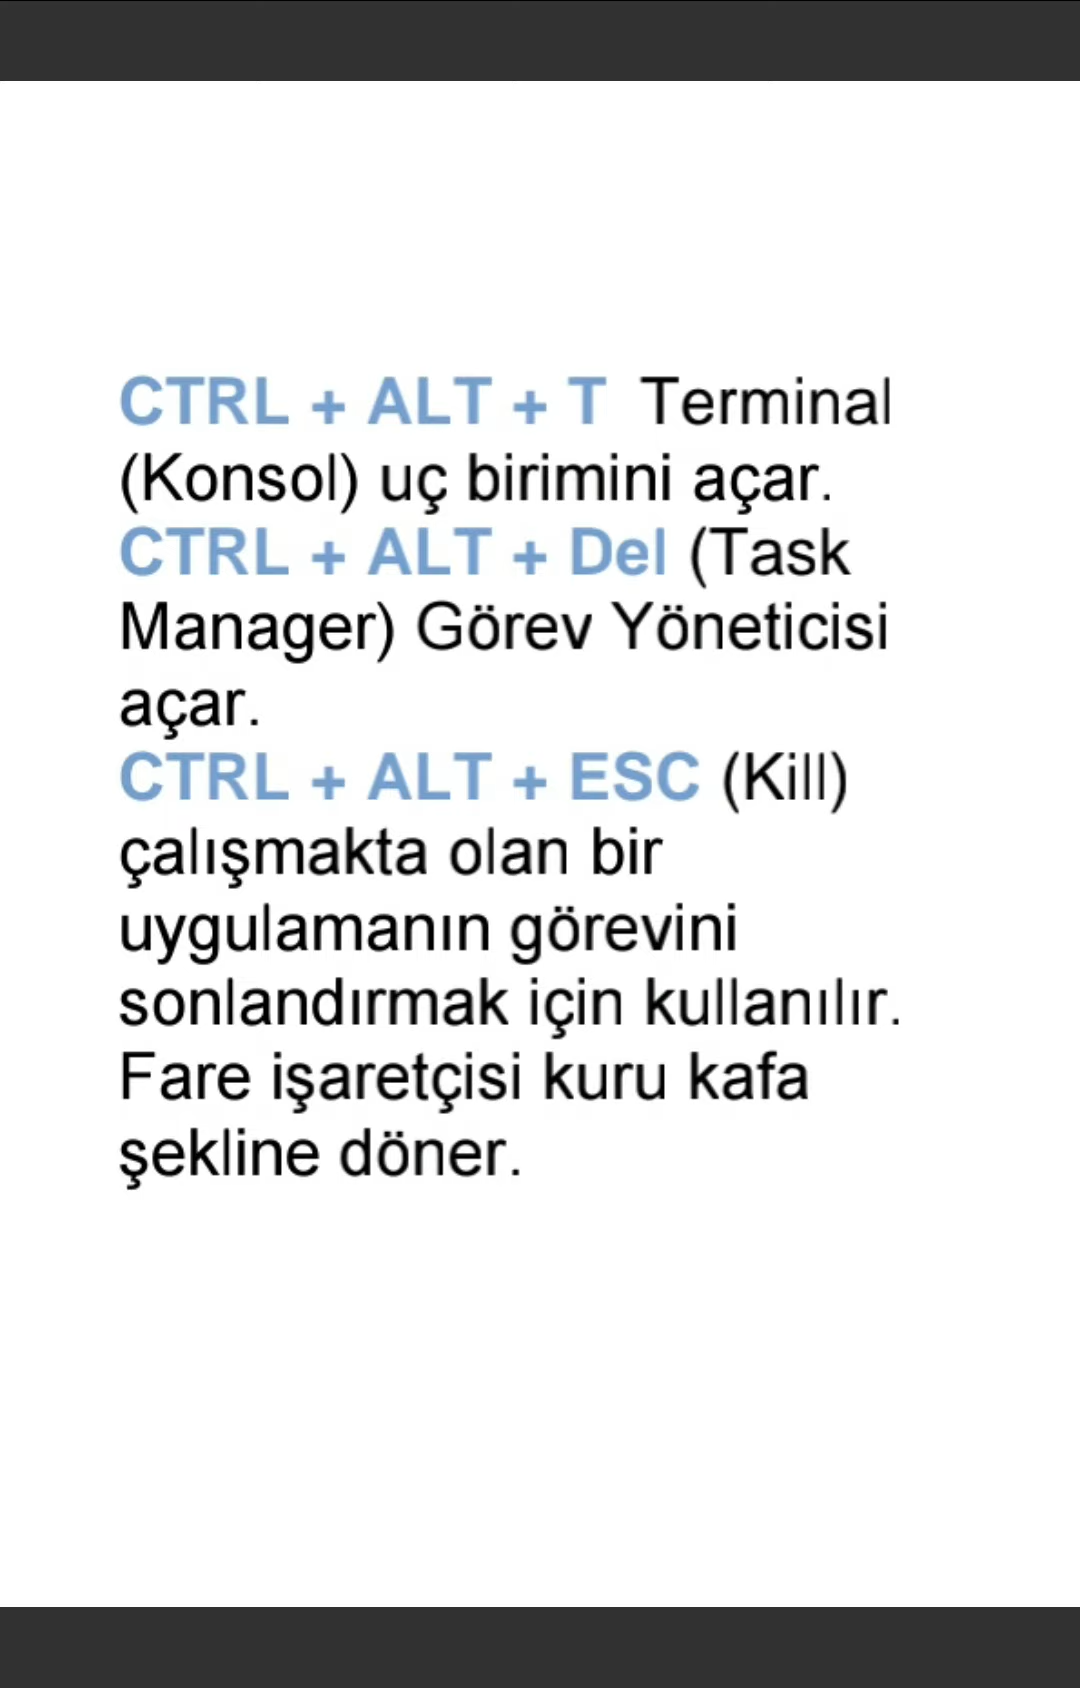 CTRL + ALT + T Terminal
(Konsol) uç birimini açar.
CTRL + ALT + Del (Task
Manager) Görev Yöneticisi
açar.
CTRL + ALT + ESC (Kill)
çalışmakta olan bir
uygulamanın görevini
sonlandırmak için kullanılır.
Fare işaretçisi kuru kafa
şekline döner.